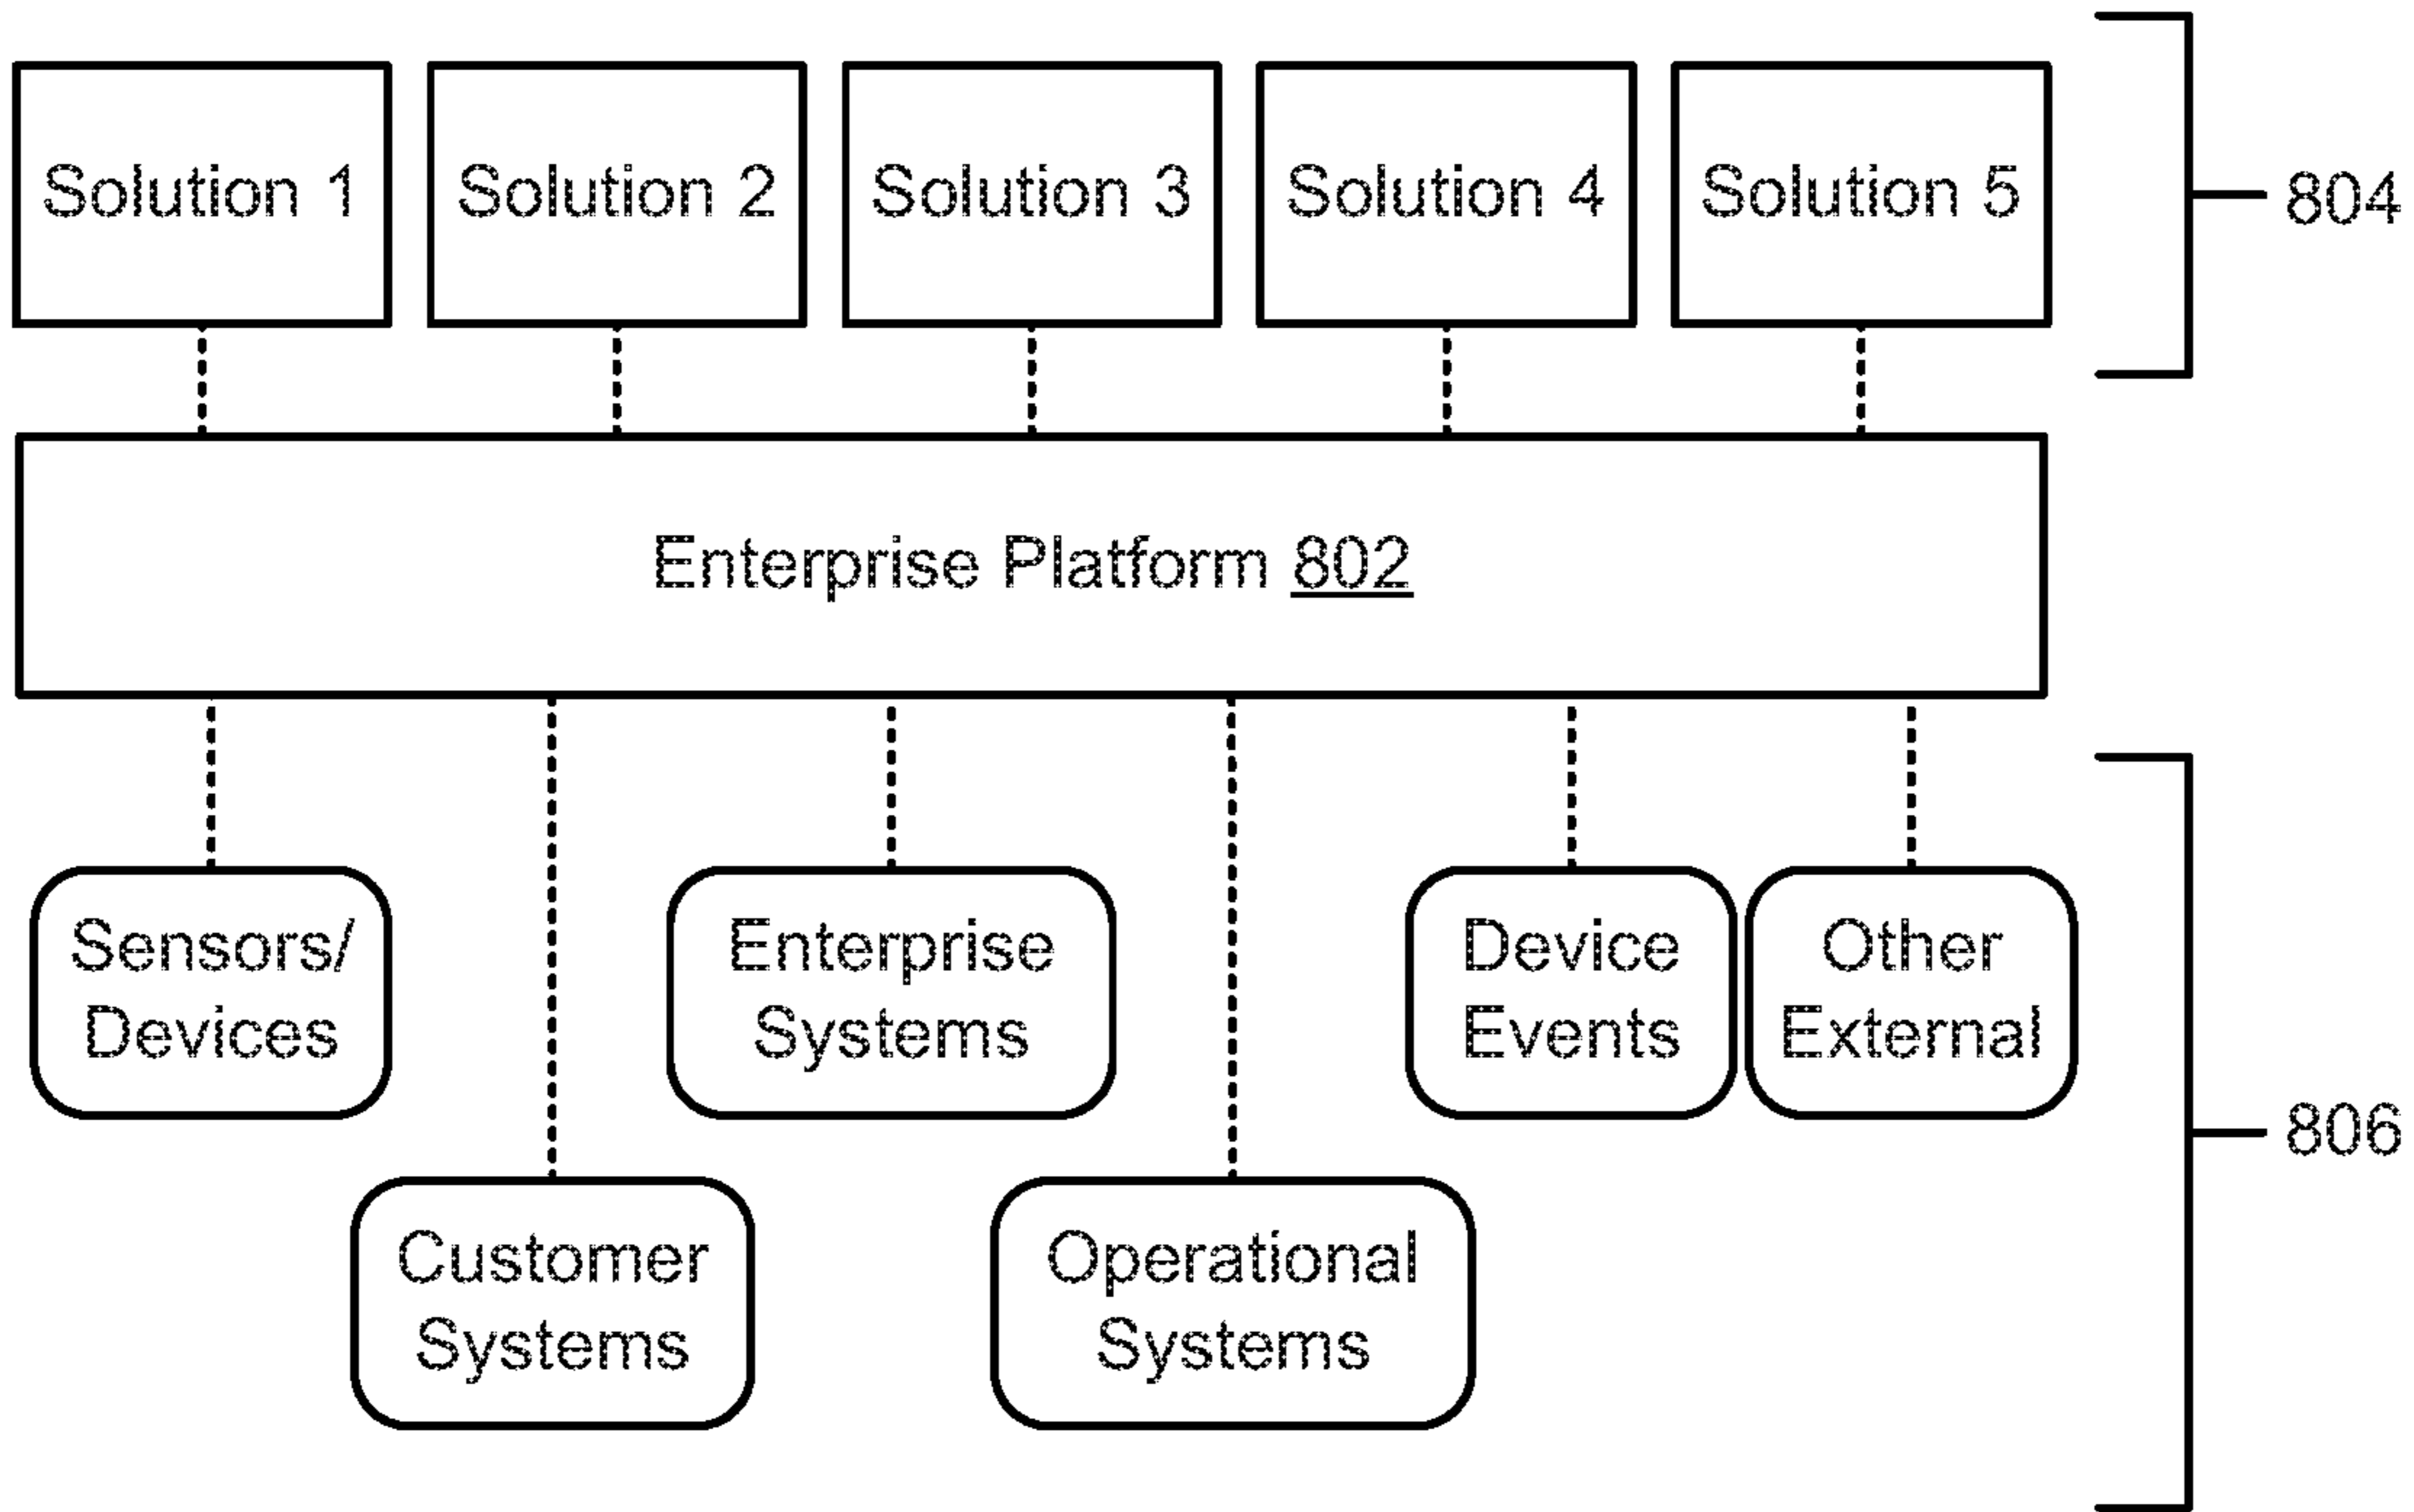 Solution 1
Solution 2
Solution 3
Solution 4
Solution 5
804
Enterprise Platform 802
Sensors/
Devices
Enterprise
Systems
Device
Events
Other
External
806
Customer
Systems
Operational
Systems